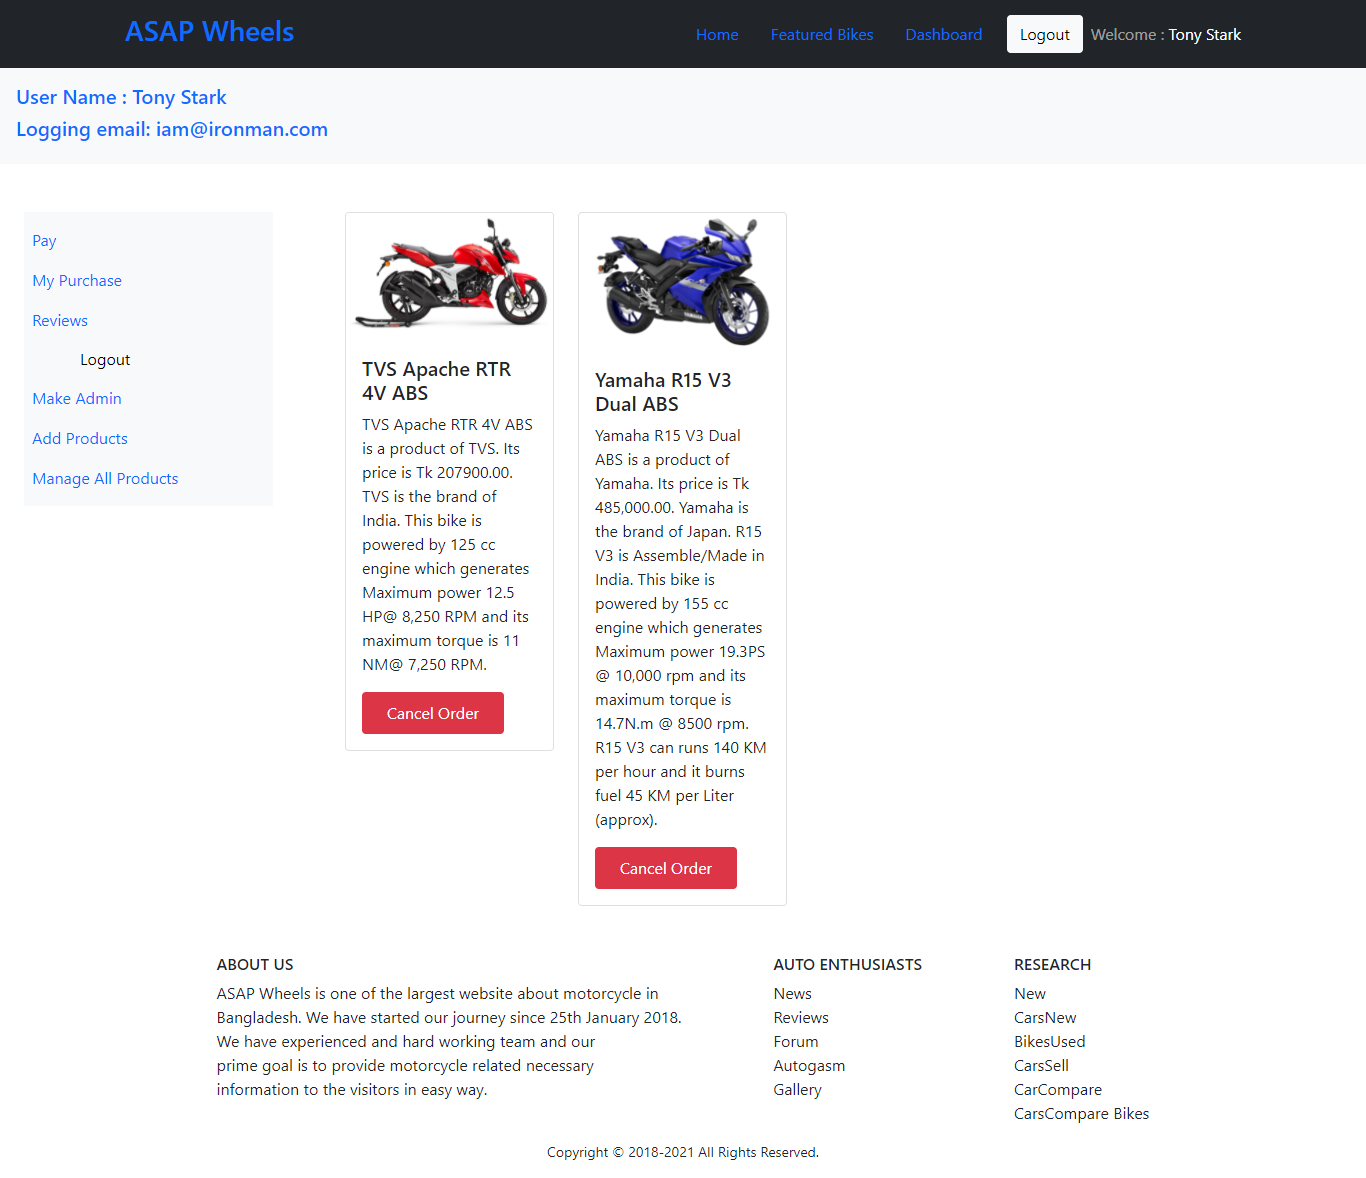 ASAP Wheels
Home Featured Bikes Dashboard Logout Welcome : Tony Stark
User Name : Tony Stark
Logging email: iam@ironman.com
Pay
My Purchase
Reviews
Logout
Make Admin
Add Products
Manage All Products
TVS Apache RTR
4V ABS
TVS Apache RTR 4V ABS
is a product of TVS. Its
price is Tk 207900.00.
TVS is the brand of
India. This bike is
powered by 125 cc
engine which generates
Maximum power 12.5
HP@ 8,250 RPM and its
maximum torque is 11
NM@ 7,250 RPM.
Cancel Order
Yamaha R15 V3
Dual ABS
Yamaha R15 V3 Dual
ABS is a product of
Yamaha. Its price is Tk
485,000.00. Yamaha is
the brand of Japan. R15
V3 is Assemble/Made in
India. This bike is
powered by 155 cc
engine which generates
Maximum power 19.3PS
@ 10,000 rpm and its
maximum torque is
14.7N.m @ 8500 rpm.
R15 V3 can runs 140 KM
per hour and it burns
fuel 45 KM per Liter
(approx).
Cancel Order
ABOUT US
ASAP Wheels is one of the largest website about motorcycle in
Bangladesh. We have started our journey since 25th January 2018.
We have experienced and hard working team and our
prime goal is to provide motorcycle related necessary
information to the visitors in easy way.
AUTO ENTHUSIASTS
News
Reviews
Forum
Autogasm
Gallery
RESEARCH
New
CarsNew
BikesUsed
CarsSell
CarCompare
CarsCompare Bikes
Copyright © 2018-2021 All Rights Reserved.